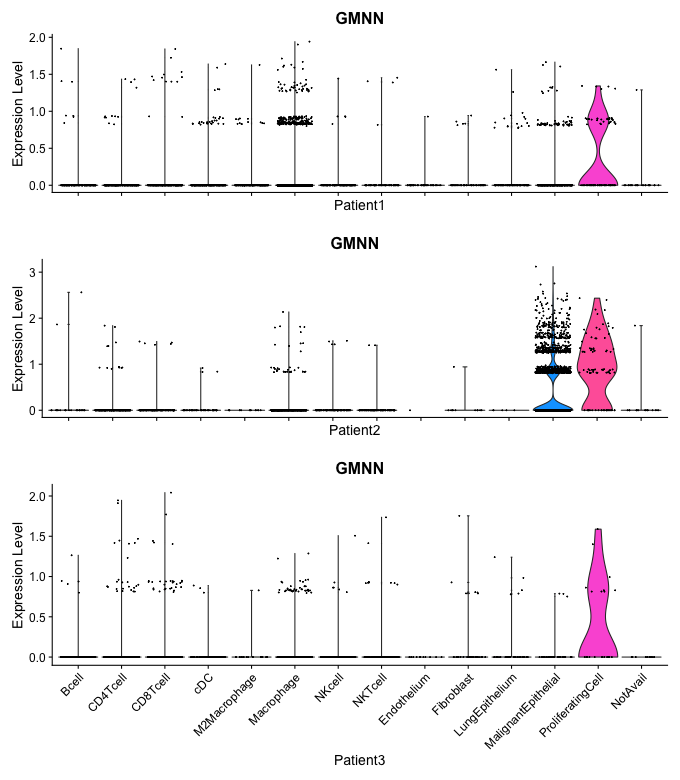 GMNN
Expression Level
2.0
1.5
1.0
0.5
0.0
Patient1
GMNN
Expression Level
3
2
1
0
Patient2
GMNN
Expression Level
2.0
1.5
1.0
0.5
0.0
Bcell
CD4Tcell
CD8Tcell
cDC
M2Macrophage
Macrophage
NKcell
NKTcell
Endothelium
Fibroblast
LungEpithelium
MalignantEpithelial
ProliferatingCell
NotAvail
Patient3